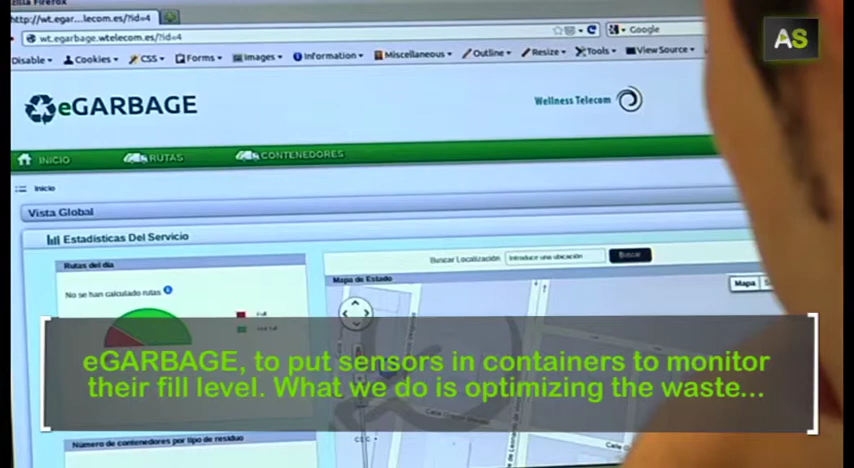 http://wt.egar...lecom.es/?id=4
AS
wt.egarbage.wtelecom.es/?id=4
Google
Disable Cookies CSS Forms Images Information Miscellaneous Outline Resize Tools View Source
eGARBAGE
Wellness Telecom
INICIO RUTAS CONTENEDORES
Inicio
Vista Global
Estadísticas Del Servicio
Rutas del día
Buscar Localización Introduce una ubicación Buscar
No se han calculado rutas
Mapa de Estado
Mapa
eGARBAGE, to put sensors in containers to monitor
their fill level. What we do is optimizing the waste...
Número de contenedores por tipo de residuo